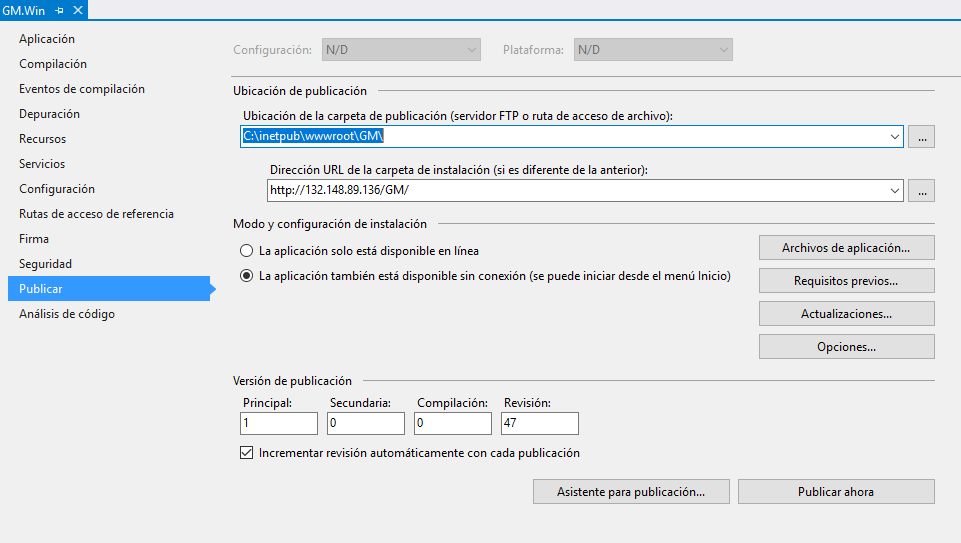 GM.Win
Aplicación
Compilación
Eventos de compilación
Depuración
Recursos
Servicios
Configuración
Rutas de acceso de referencia
Firma
Seguridad
Publicar
Análisis de código
Configuración: N/D Plataforma: N/D
Ubicación de publicación
Ubicación de la carpeta de publicación (servidor FTP o ruta de acceso de archivo):
C:\inetpub\wwwroot\GM\ ...
Dirección URL de la carpeta de instalación (si es diferente de la anterior):
http://132.148.89.136/GM/ ...
Modo y configuración de instalación
La aplicación solo está disponible en línea
La aplicación también está disponible sin conexión (se puede iniciar desde el menú Inicio)
Archivos de aplicación...
Requisitos previos...
Actualizaciones...
Opciones...
Versión de publicación
Principal: Secundaria: Compilación: Revisión:
1 0 0 47
Incrementar revisión automáticamente con cada publicación
Asistente para publicación... Publicar ahora